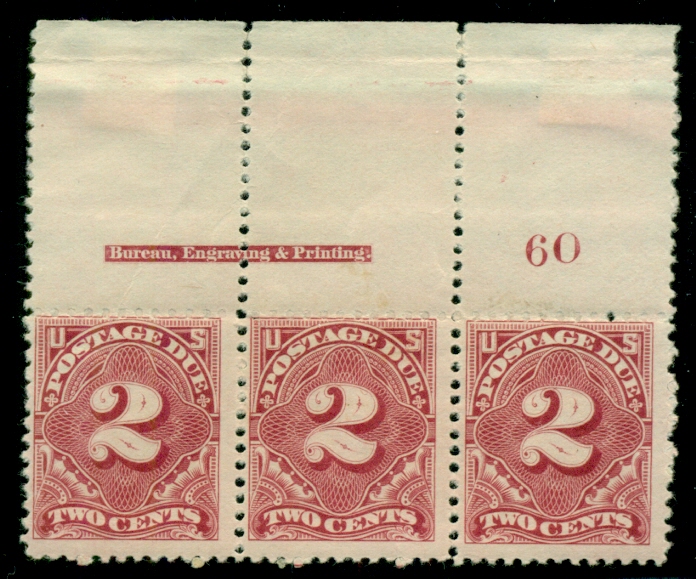 Bureau, Engraving & Printing.
60
U S U S U S
POSTAGE DUE POSTAGE DUE POSTAGE DUE
2 2 2
TWO CENTS TWO CENTS TWO CENTS